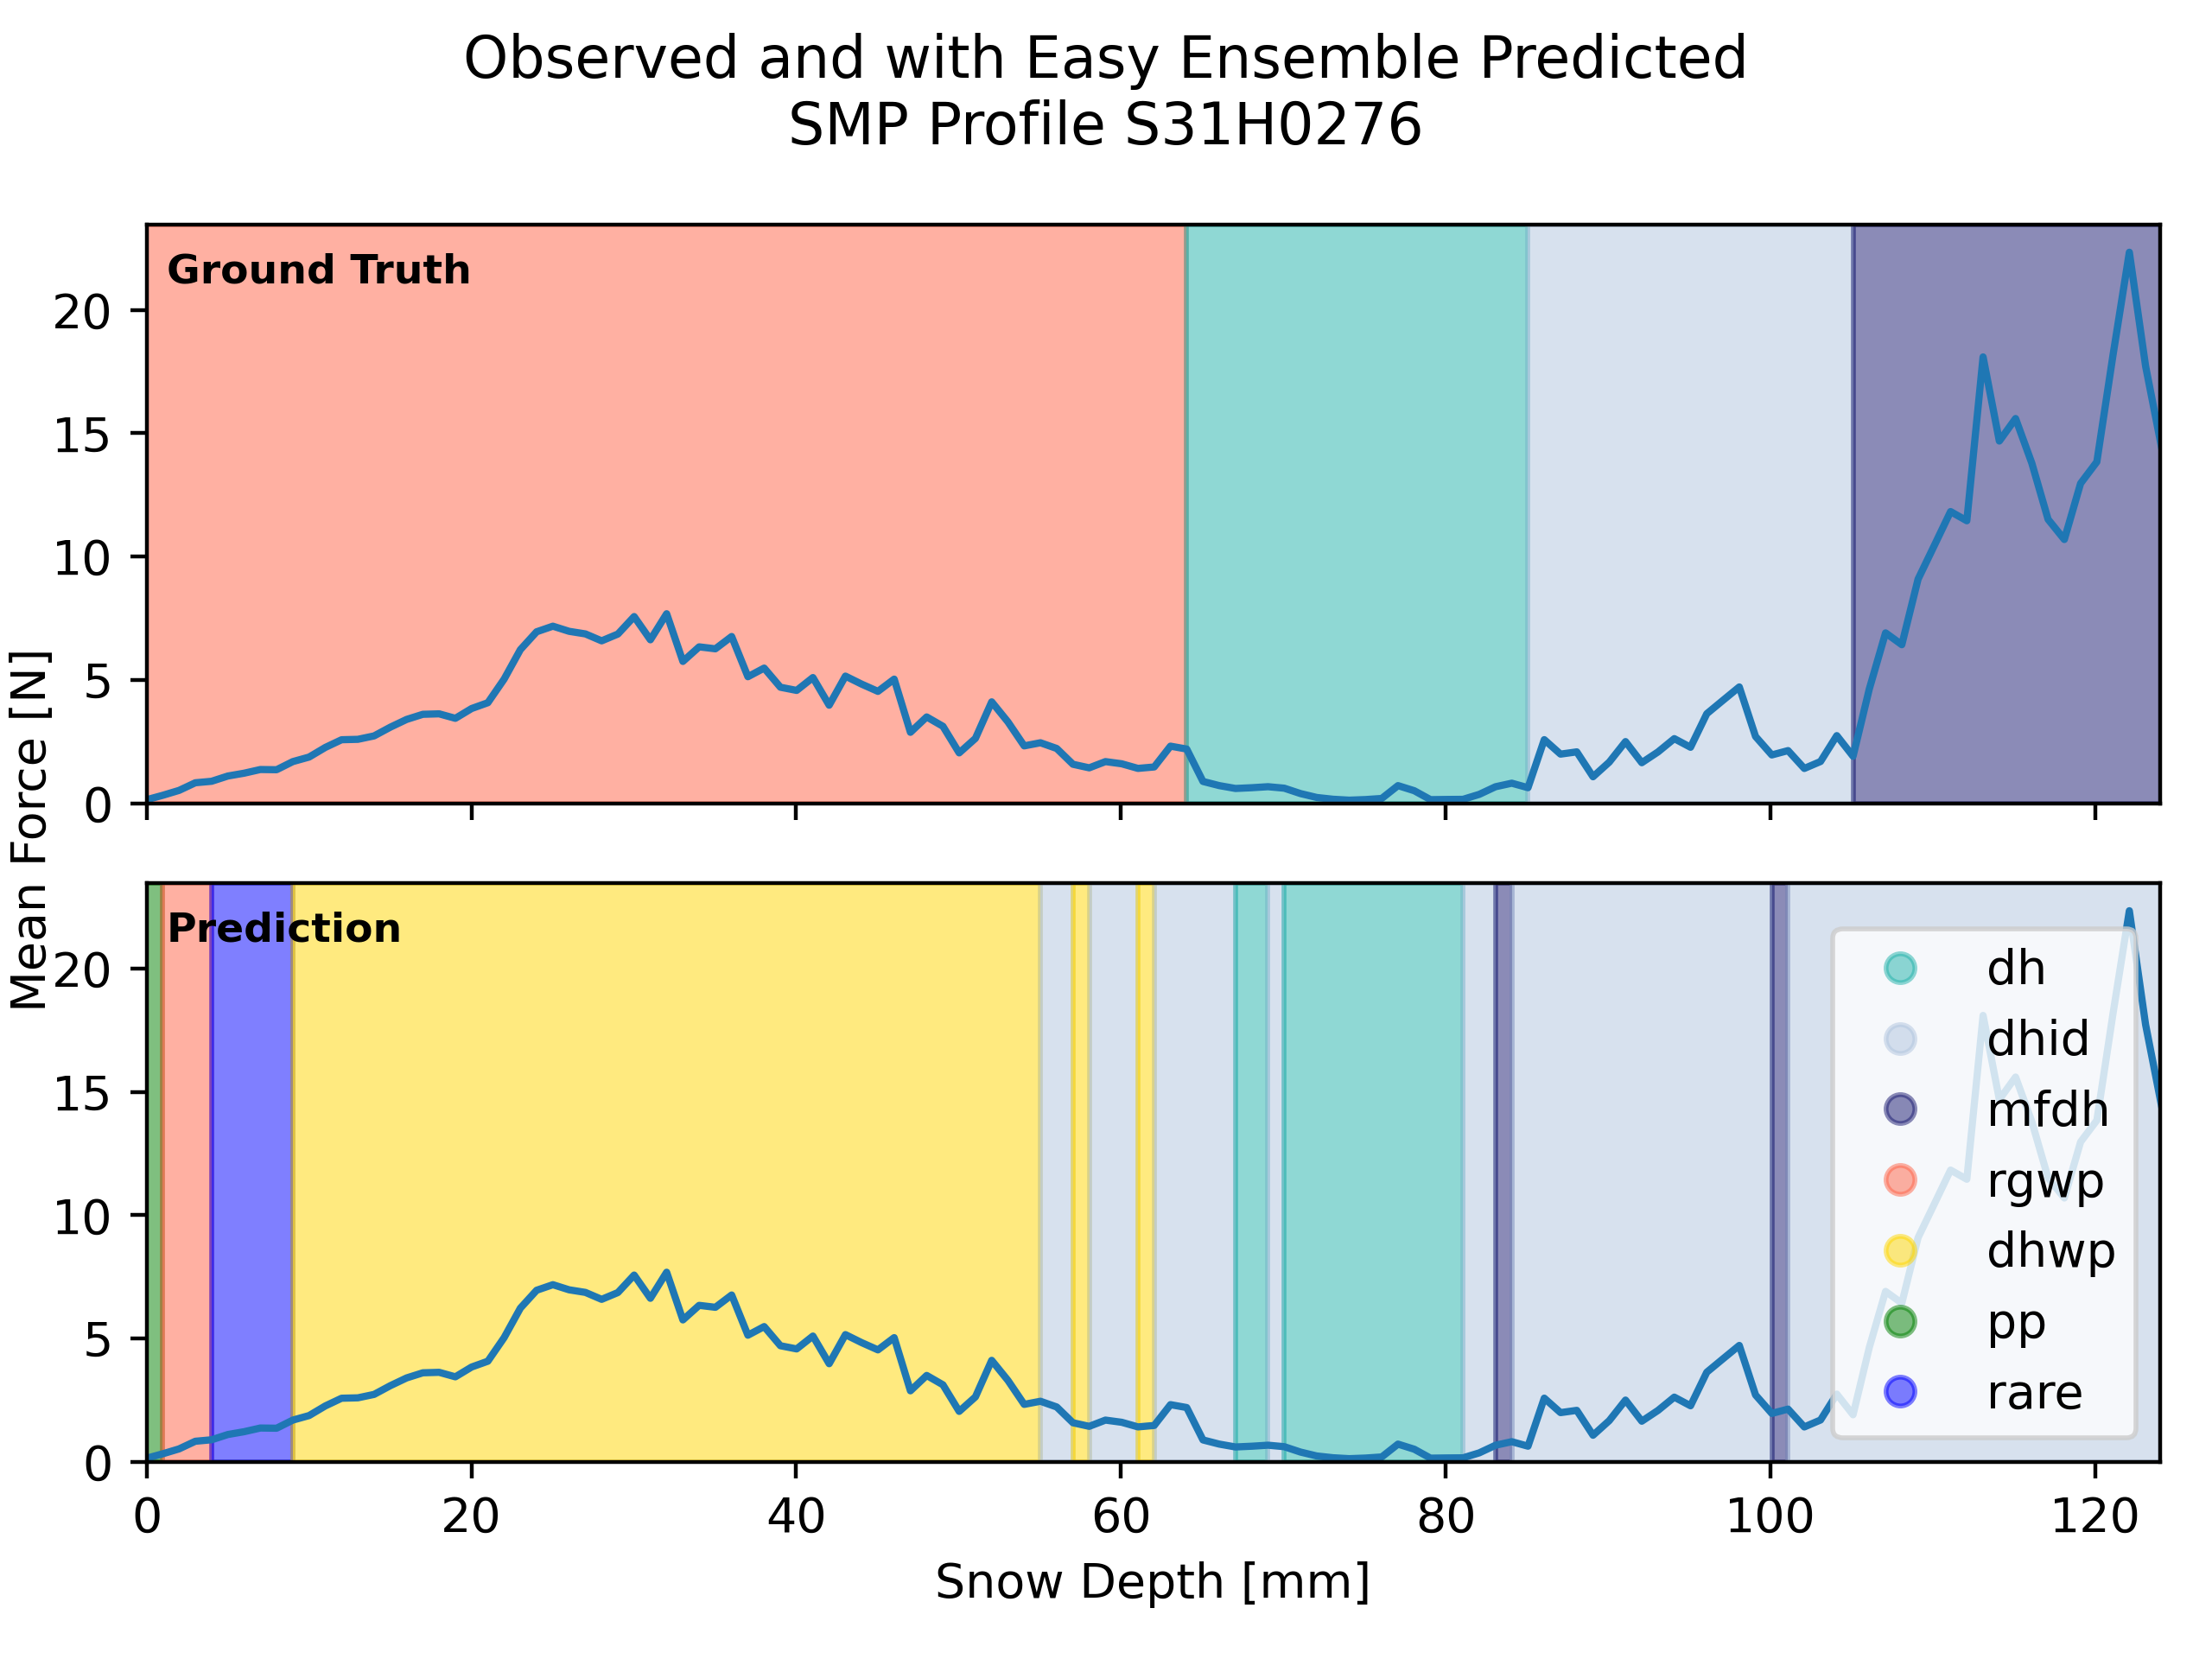 Observed and with Easy Ensemble Predicted
SMP Profile S31H0276
Mean Force [N]
Ground Truth
20
15
10
5
0
Prediction
20
15
10
5
0
dh
dhid
mfdh
rgwp
dhwp
pp
rare
0 20 40 60 80 100 120
Snow Depth [mm]